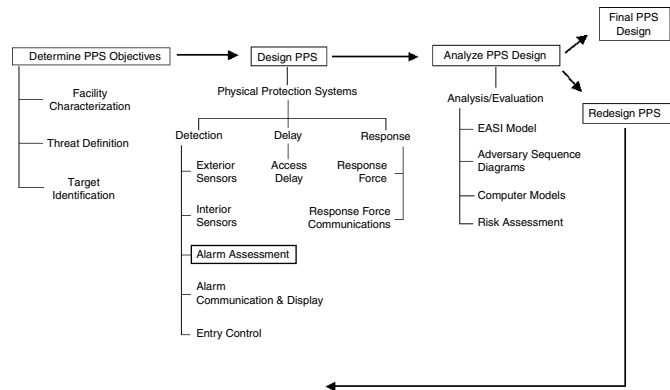 Final PPS
Design
Determine PPS Objectives
Design PPS
Analyze PPS Design
Facility
Characterization
Threat Definition
Target
Identification
Physical Protection Systems
Detection
Delay
Response
Exterior
Sensors
Access
Delay
Response
Force
Interior
Sensors
Response Force
Communications
Alarm Assessment
Alarm
Communication & Display
Entry Control
Analysis/Evaluation
EASI Model
Adversary Sequence
Diagrams
Computer Models
Risk Assessment
Redesign PPS